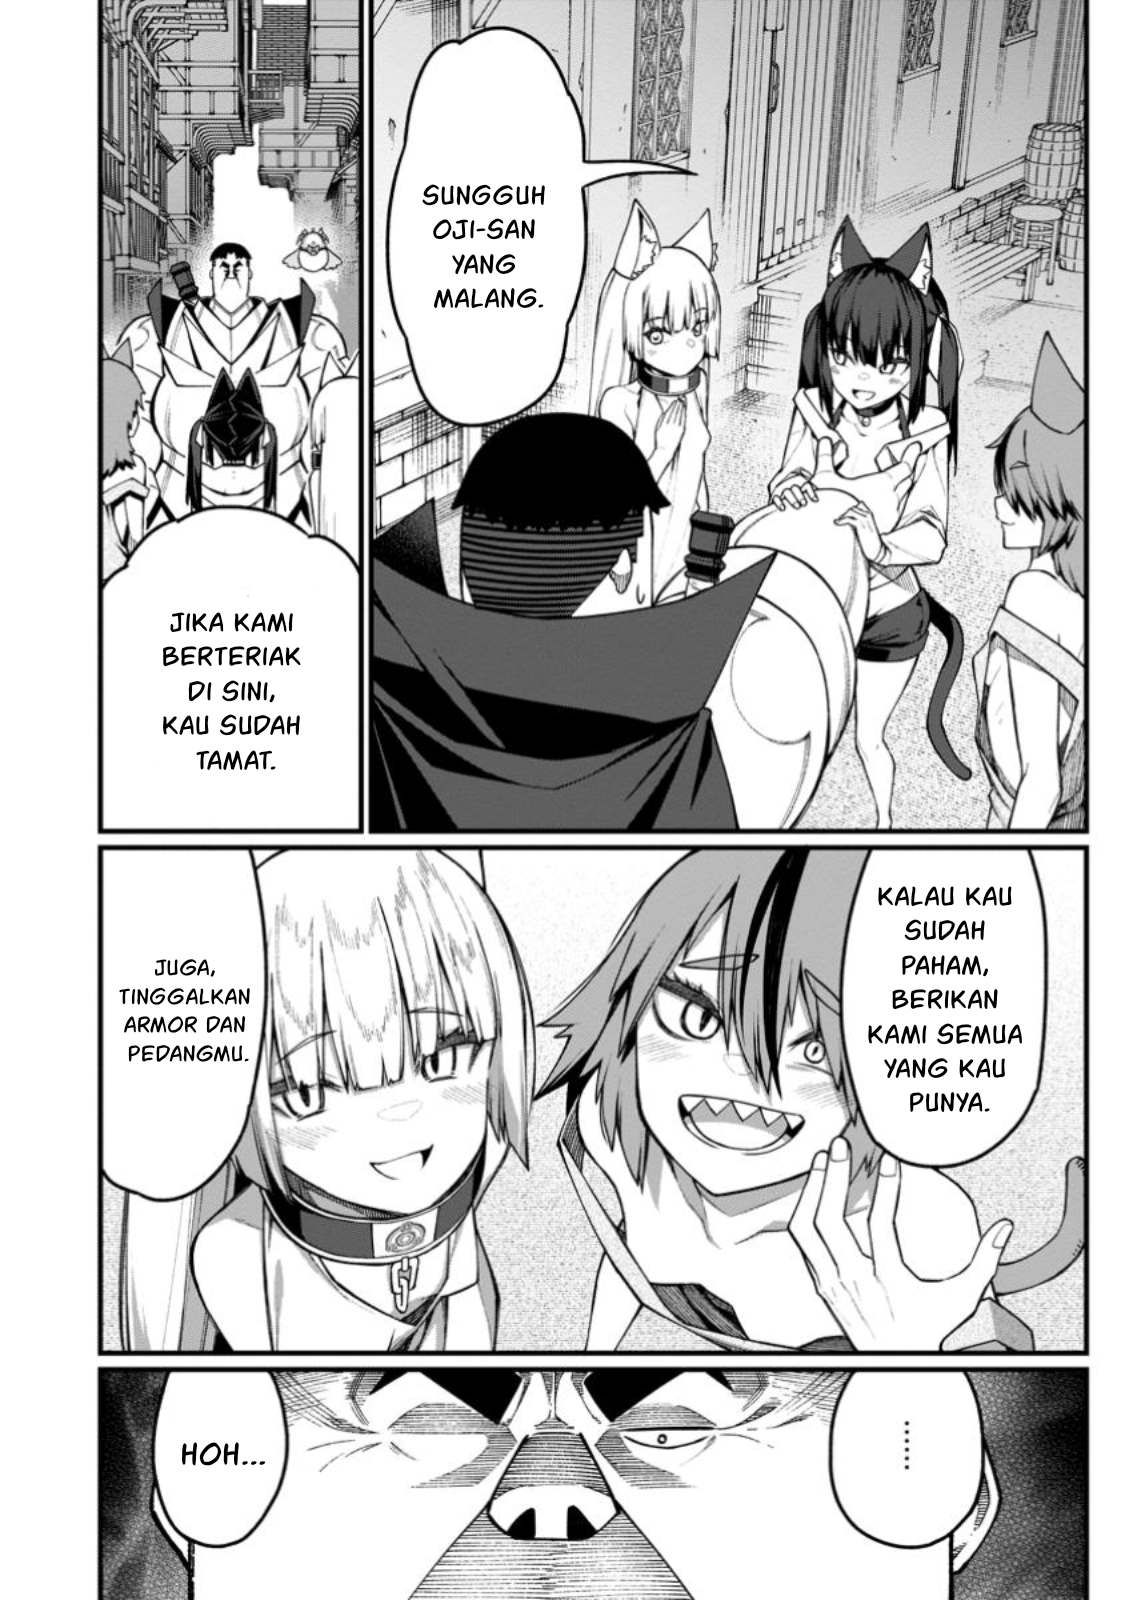 SUNGGUH
OJI-SAN
YANG
MALANG.
JIKA KAMI
BERTERIAK
DI SINI,
KAU SUDAH
TAMAT.
KALAU KAU
SUDAH
PAHAM,
BERIKAN
KAMI SEMUA
YANG KAU
PUNYA.
JUGA,
TINGGALKAN
ARMOR DAN
PEDANGMU.
......
HOH...